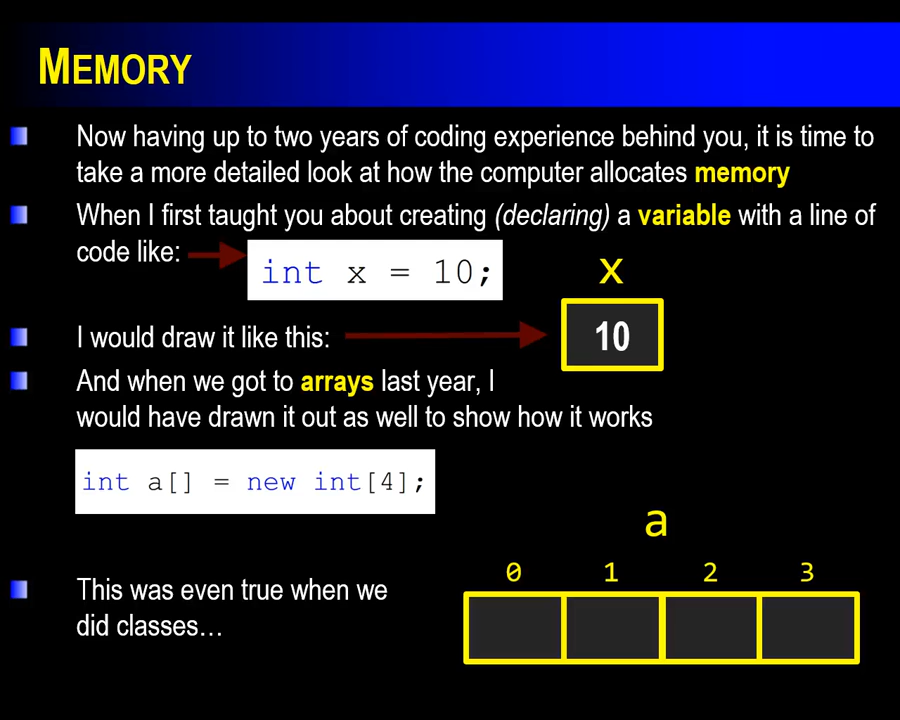 MEMORY
Now having up to two years of coding experience behind you, it is time to
take a more detailed look at how the computer allocates memory
When I first taught you about creating (declaring) a variable with a line of
code like:
int x = 10;
x
I would draw it like this:
10
And when we got to arrays last year, I
would have drawn it out as well to show how it works
int a[] = new int[4];
a
0 1 2 3
This was even true when we
did classes…